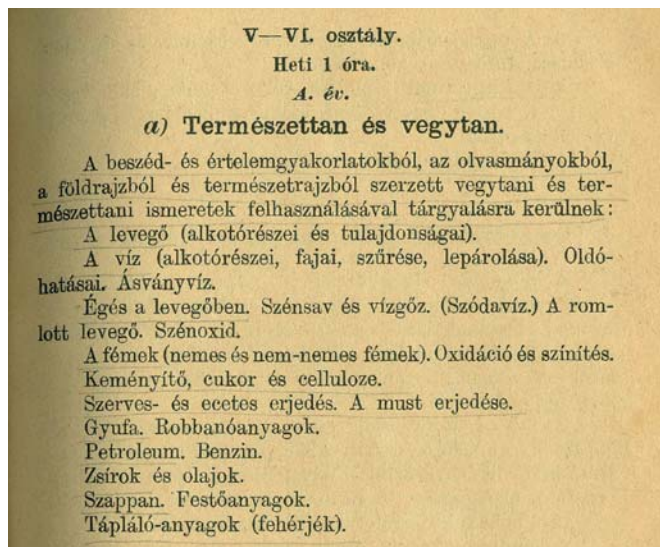 V—VI. osztály.
Heti 1 óra.
A. év.
a) Természettan és vegytan.
A beszéd- és értelemgyakorlatokból, az olvasmányokból,
a földrajzból és természetrajzból szerzett vegytani és ter-
mészettani ismeretek felhasználásával tárgyalásra kerülnek:
A levegő (alkotórészei és tulajdonságai).
A víz (alkotórészei, fajai, szűrése, lepárolása). Oldó-
hatásai. Ásványvíz.
Égés a levegőben. Szénsav és vízgőz. (Szódavíz.) A rom-
lott levegő. Szénoxid.
A fémek (nemes és nem-nemes fémek). Oxidáció és színítés.
Keményítő, cukor és celluloze.
Szerves- és ecetes erjedés. A must erjedése.
Gyufa. Robbanóanyagok.
Petroleum. Benzin.
Zsírok és olajok.
Szappan. Festőanyagok.
Tápláló-anyagok (fehérjék).